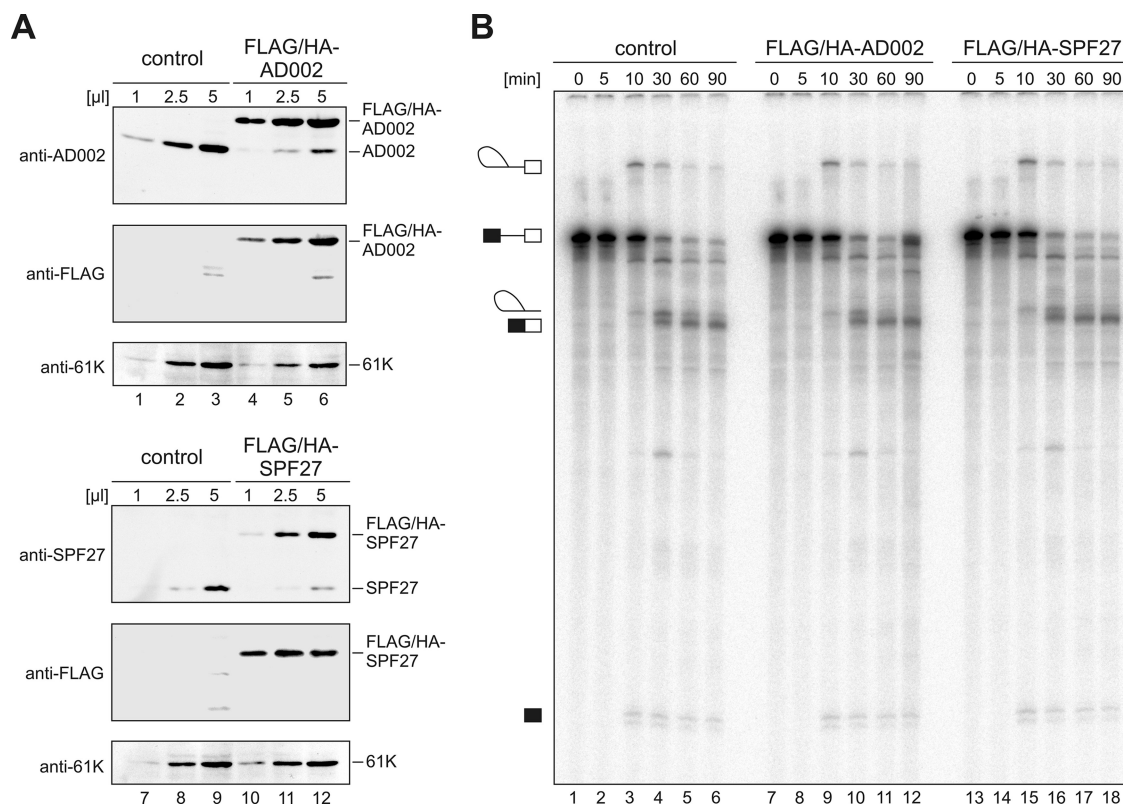 A
control
FLAG/HA-
AD002
[µl] 1 2.5 5 1 2.5 5
anti-AD002
FLAG/HA-
AD002
AD002
anti-FLAG
FLAG/HA-
AD002
anti-61K
61K
1 2 3 4 5 6
control
FLAG/HA-
SPF27
[µl] 1 2.5 5 1 2.5 5
anti-SPF27
FLAG/HA-
SPF27
SPF27
anti-FLAG
FLAG/HA-
SPF27
anti-61K
61K
7 8 9 10 11 12
B
control FLAG/HA-AD002 FLAG/HA-SPF27
[min] 0 5 10 30 60 90 0 5 10 30 60 90 0 5 10 30 60 90
1 2 3 4 5 6 7 8 9 10 11 12 13 14 15 16 17 18